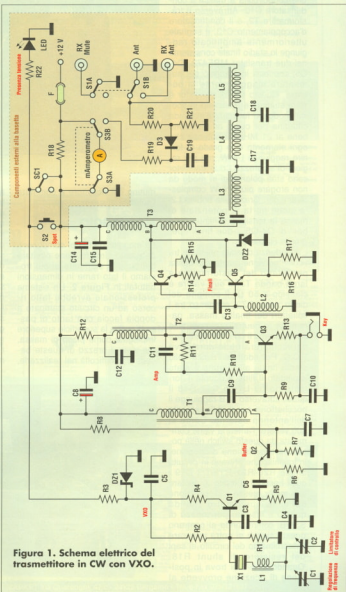 Componenti esterni alla basetta
Presenza tensione
LED
R22
+12 V
F
R18
SC1
S2
Spot
RX
Mute
S1A
Ant
S1B
RX
Ant
mAmperometro
A
S3B
S3A
R20
R21
R19
D3
C19
L5
C18
L4
C17
L3
C16
C14
C15
C
T3
B
A
Q4
R15
R14
Finali
Q5
DZ2
R17
R16
C13
L2
R12
C12
C
T2
B
A
C11
R11
Amp
R10
Q3
R13
Key
C8
C9
R9
C10
R8
C
T1
B
A
Buffer
Q2
C7
R7
R6
R3
DZ1
C5
VXO
R4
C6
R2
Q1
C3
R5
C4
R1
X1
L1
C1
C2
Regolazione
di frequenza
Limitatore
di controllo
Figura 1. Schema elettrico del
trasmettitore in CW con VXO.